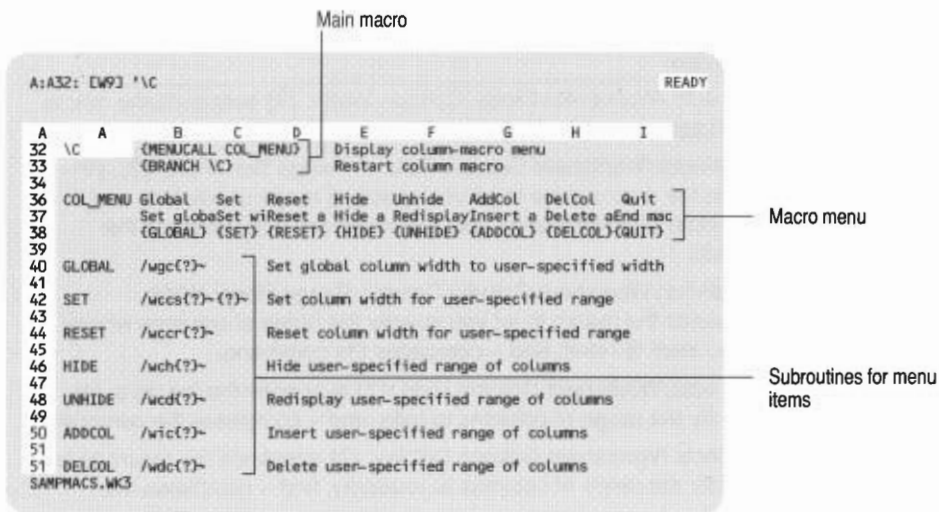 Main macro
A:A32: [W9] '\C READY
A A B C D E F G H I
32 \C {MENUCALL COL_MENU} Display column-macro menu
33 {BRANCH \C} Restart column macro
34
36 COL_MENU Global Set Reset Hide Unhide AddCol DelCol Quit
37 Set globaSet wiReset a Hide a RedisplayInsert a Delete aEnd mac
38 {GLOBAL} {SET} {RESET} {HIDE} {UNHIDE} {ADDCOL} {DELCOL}{QUIT}
Macro menu
39
40 GLOBAL /wgc{?}~ Set global column width to user-specified width
41
42 SET /wccs{?}~{?}~ Set column width for user-specified range
43
44 RESET /wccr{?}~ Reset column width for user-specified range
45
46 HIDE /wch{?}~ Hide user-specified range of columns
47
Subroutines for menu
items
48 UNHIDE /wcd{?}~ Redisplay user-specified range of columns
49
50 ADDCOL /wic{?}~ Insert user-specified range of columns
51
51 DELCOL /wdc{?}~ Delete user-specified range of columns
SAMPMACS.WK3